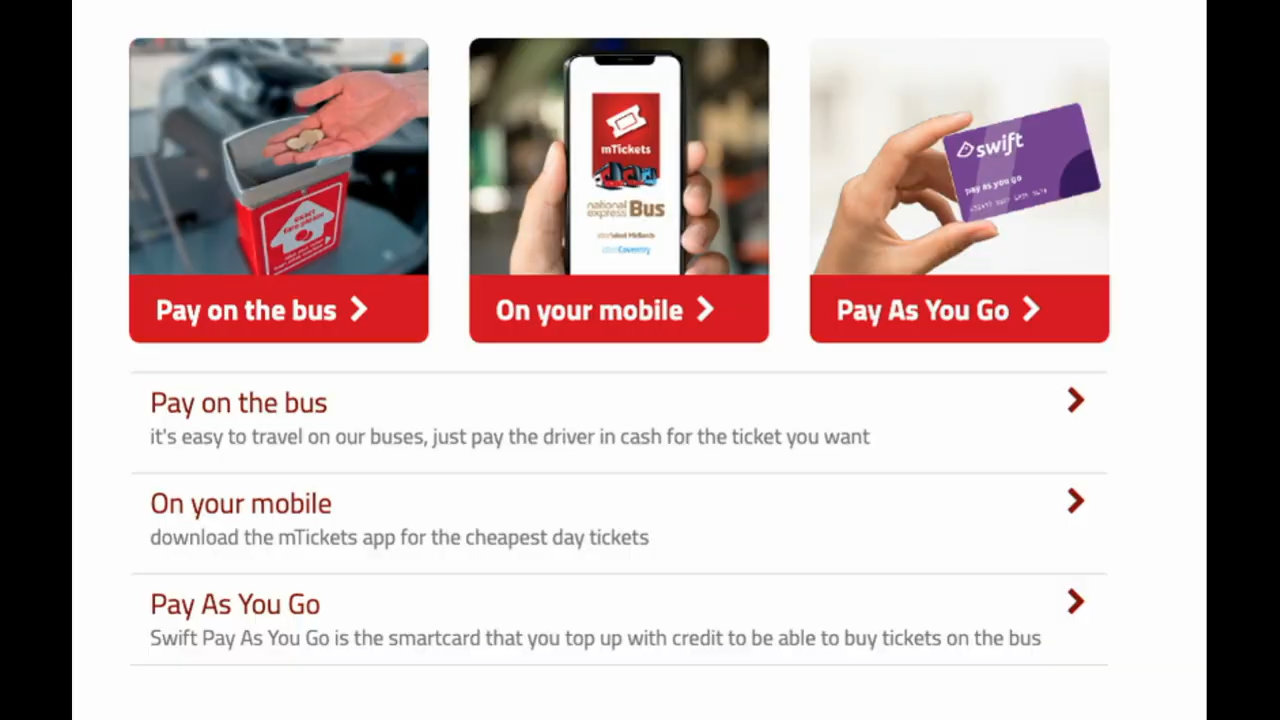 mTickets
national
express Bus
Coventry
swift
pay as you go
Pay on the bus
On your mobile
Pay As You Go
Pay on the bus
it's easy to travel on our buses, just pay the driver in cash for the ticket you want
On your mobile
download the mTickets app for the cheapest day tickets
Pay As You Go
Swift Pay As You Go is the smartcard that you top up with credit to be able to buy tickets on the bus